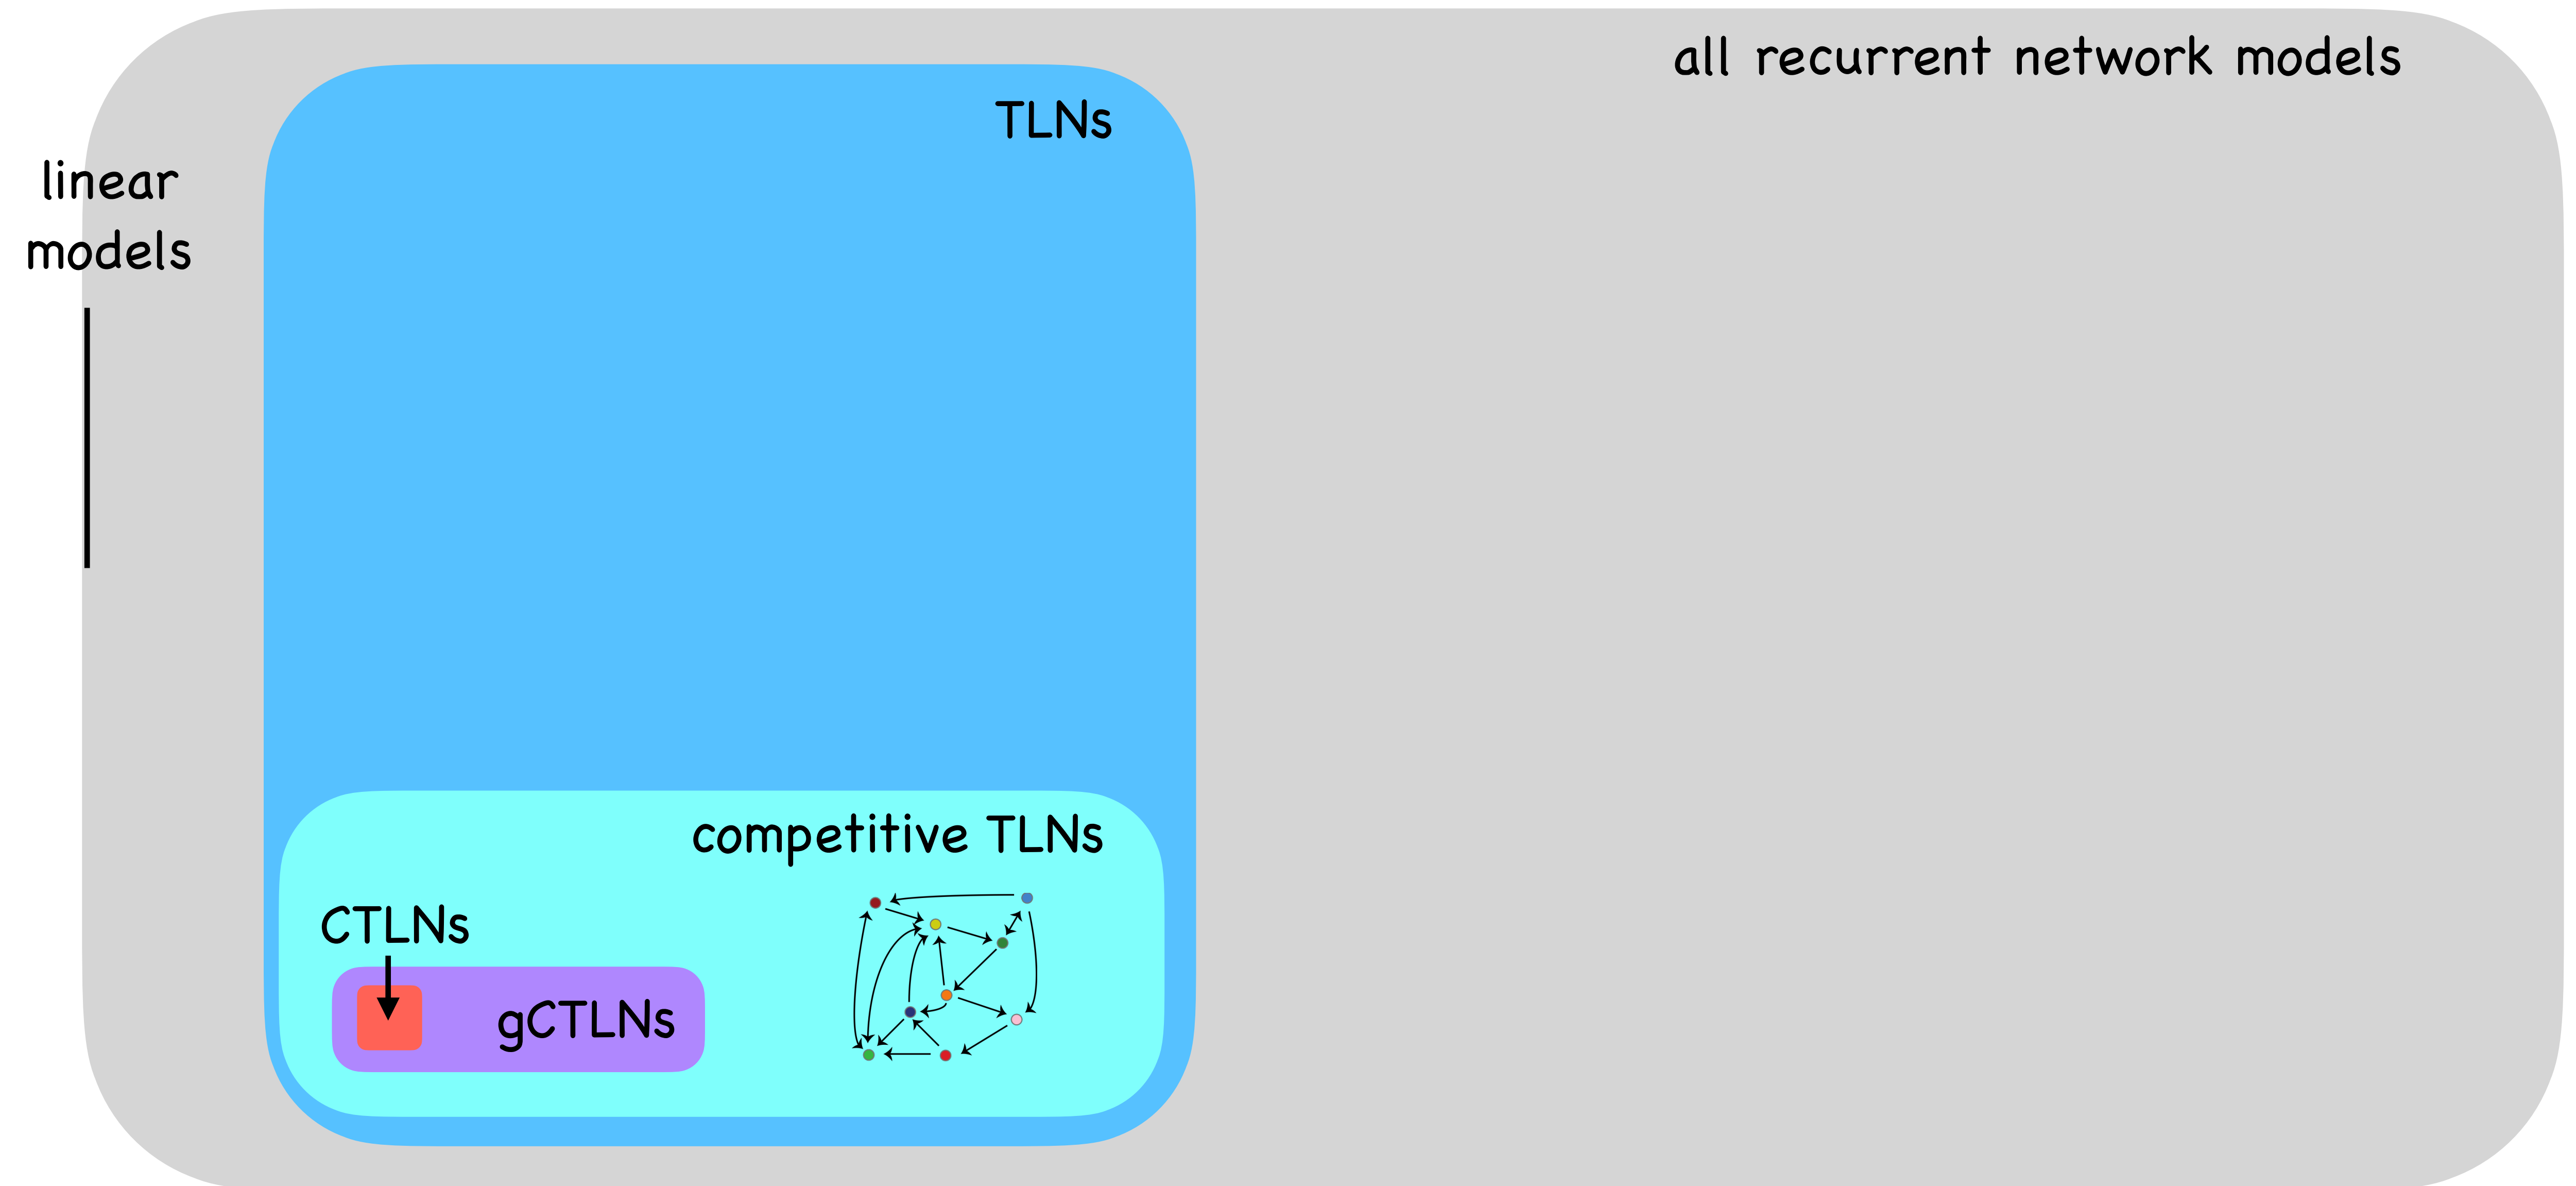 all recurrent network models
TLNs
linear
models
competitive TLNs
CTLNs
gCTLNs